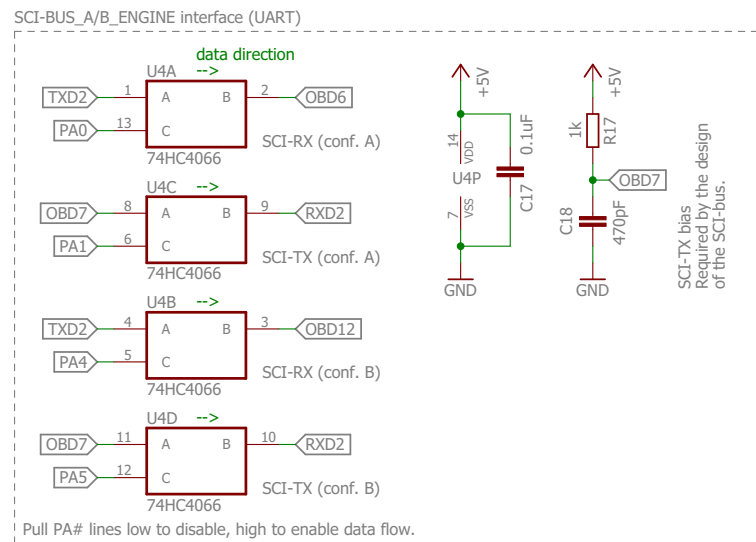 SCI-BUS_A/B_ENGINE interface (UART)
data direction
U4A -->
TXD2 1 A B 2 OBD6
PA0 13 C
SCI-RX (conf. A)
74HC4066
U4C -->
OBD7 8 A B 9 RXD2
PA1 6 C
SCI-TX (conf. A)
74HC4066
U4B -->
TXD2 4 A B 3 OBD12
PA4 5 C
SCI-RX (conf. B)
74HC4066
U4D -->
OBD7 11 A B 10 RXD2
PA5 12 C
SCI-TX (conf. B)
74HC4066
Pull PA# lines low to disable, high to enable data flow.
+5V
14 VDD
U4P
7 VSS
0.1uF
C17
GND
+5V
1k
R17
OBD7
C18
470pF
GND
SCI-TX bias
Required by the design
of the SCI-bus.